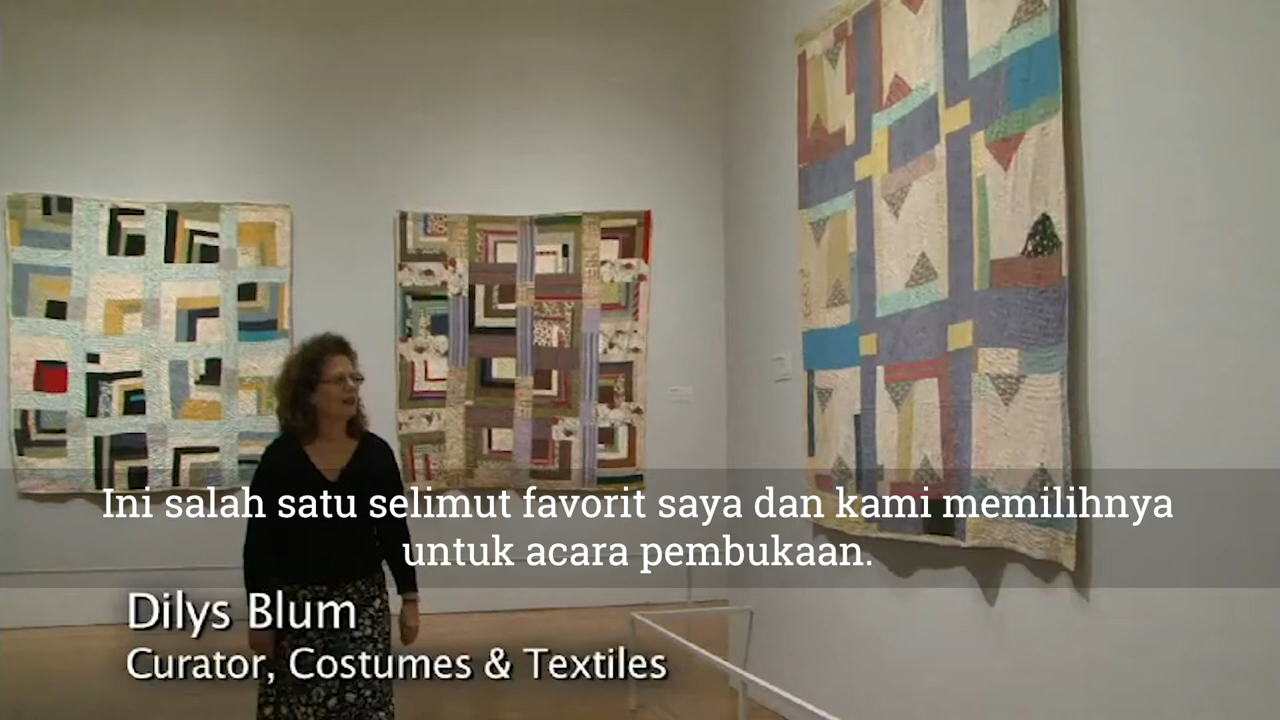 Ini salah satu selimut favorit saya dan kami memilihnya
untuk acara pembukaan.
Dilys Blum
Curator, Costumes & Textiles